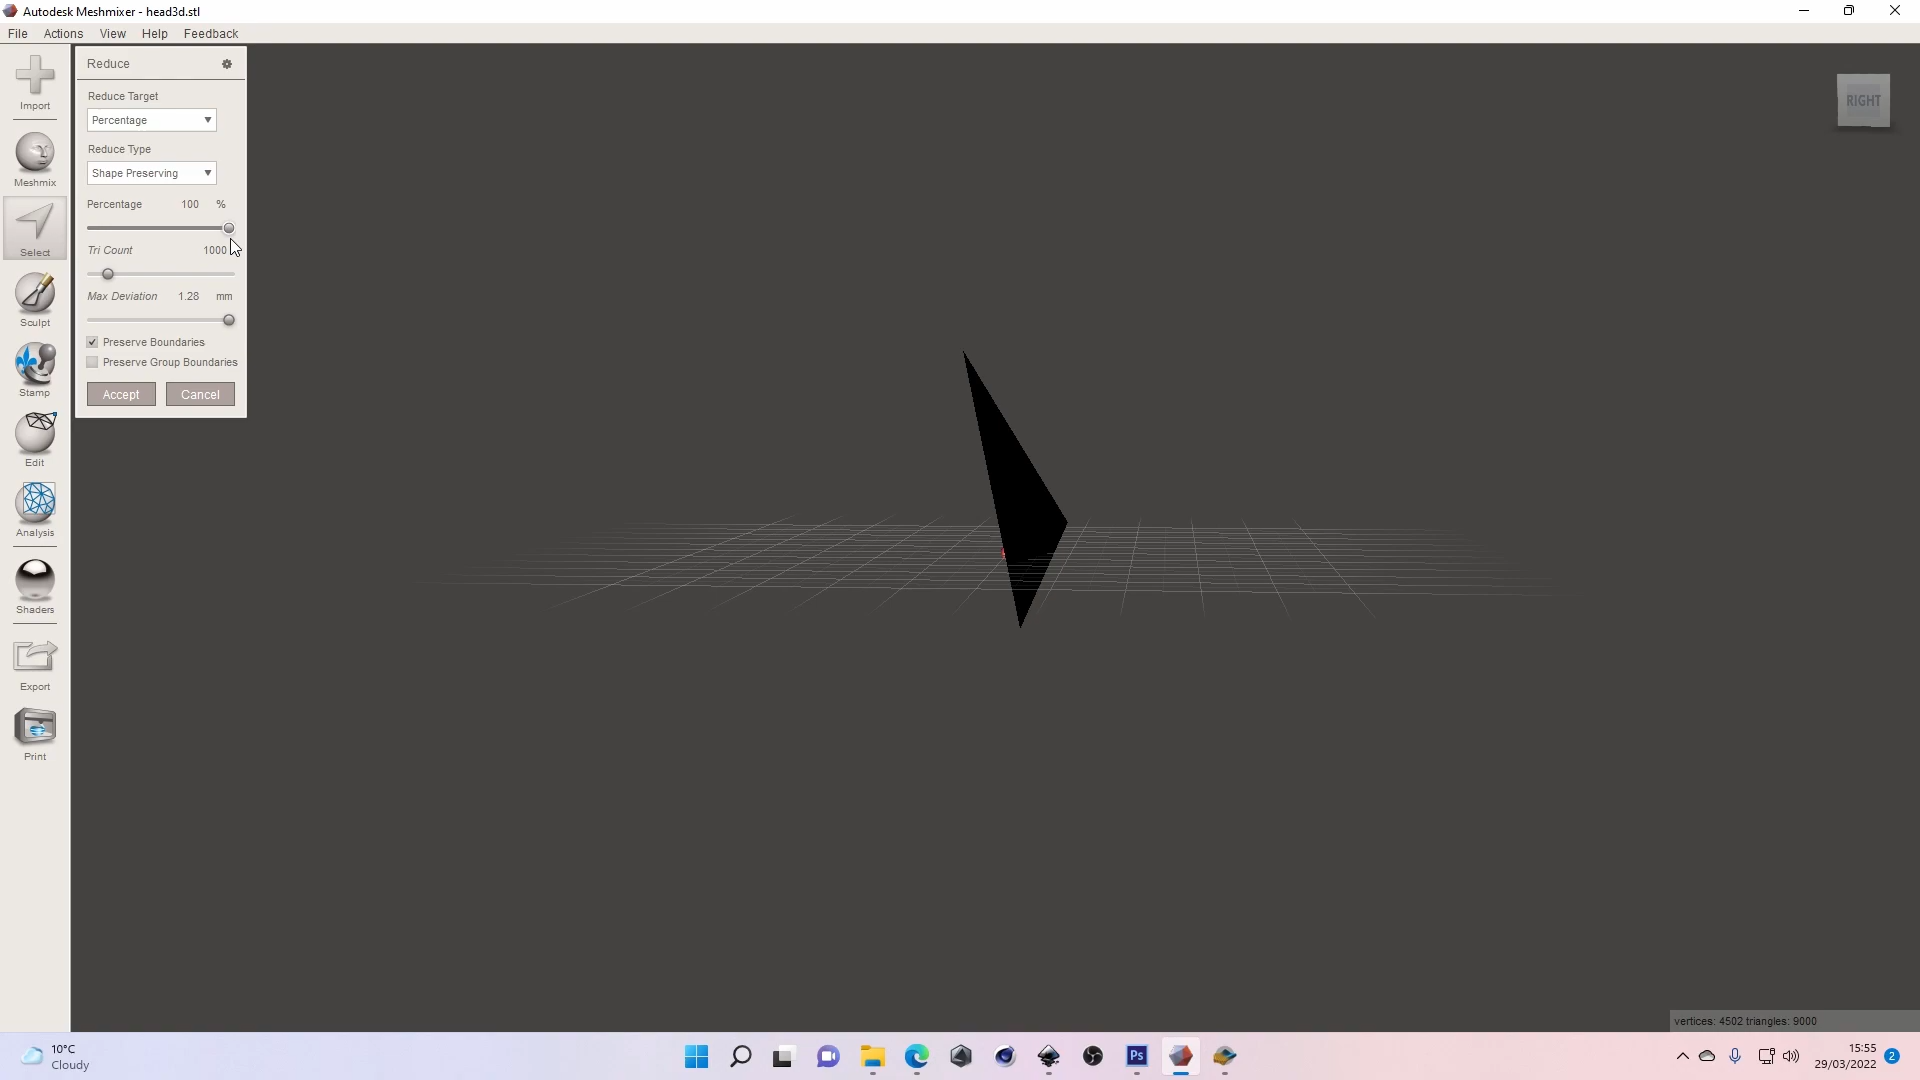 Autodesk Meshmixer - head3d.stl
File Actions View Help Feedback
Import
Meshmix
Select
Sculpt
Stamp
Edit
Analysis
Shaders
Export
Print
Reduce
Reduce Target
Percentage
Reduce Type
Shape Preserving
Percentage 100 %
Tri Count 1000
Max Deviation 1.28 mm
Preserve Boundaries
Preserve Group Boundaries
Accept Cancel
RIGHT
vertices: 4502 triangles: 9000
10°C
Cloudy
Ps
15:55
29/03/2022
2